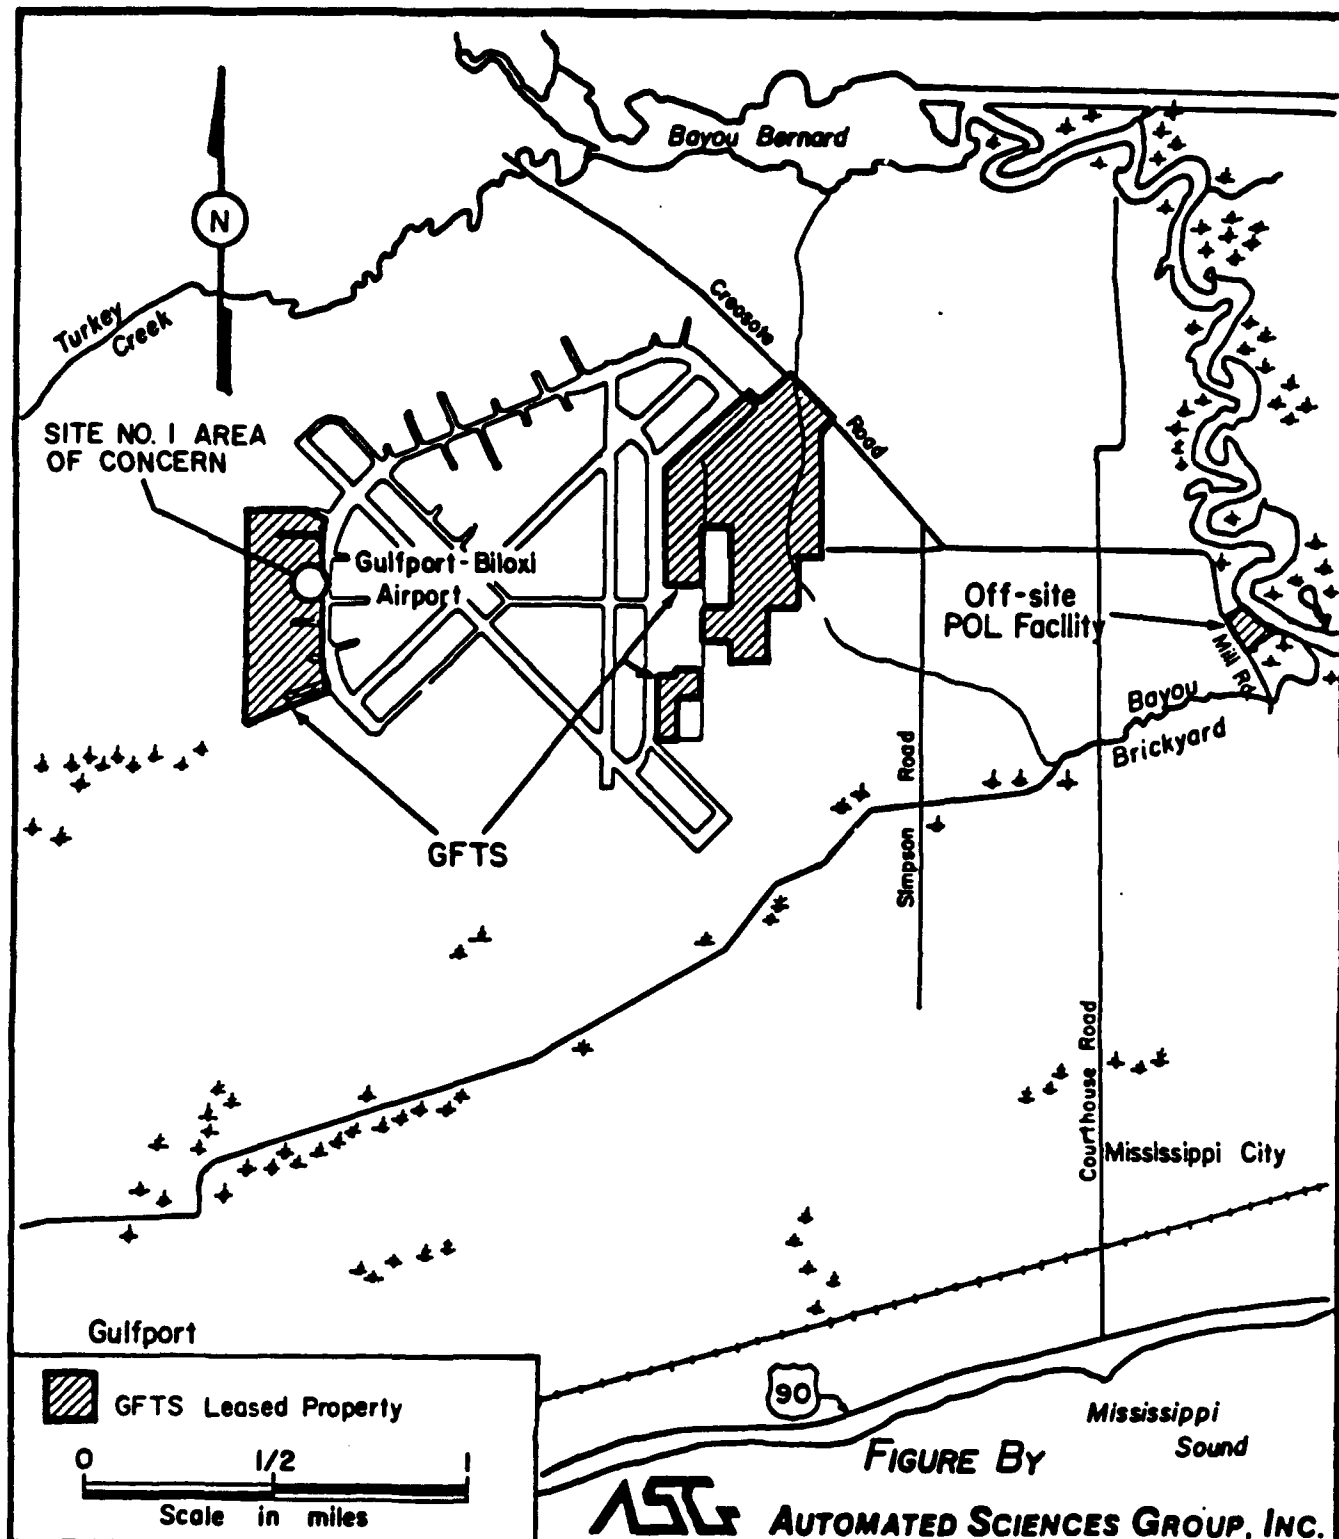 Bayou Bernard
N
Turkey
Creek
Creosote
Road
SITE NO. 1 AREA
OF CONCERN
Gulfport-Biloxi
Airport
Off-site
POL Facility
Mill Rd
Bayou
Brickyard
Simpson Road
GFTS
Courthouse Road
Mississippi City
Gulfport
GFTS Leased Property
0 1/2 1
Scale in miles
90
Mississippi
Sound
FIGURE BY
ASG AUTOMATED SCIENCES GROUP, INC.